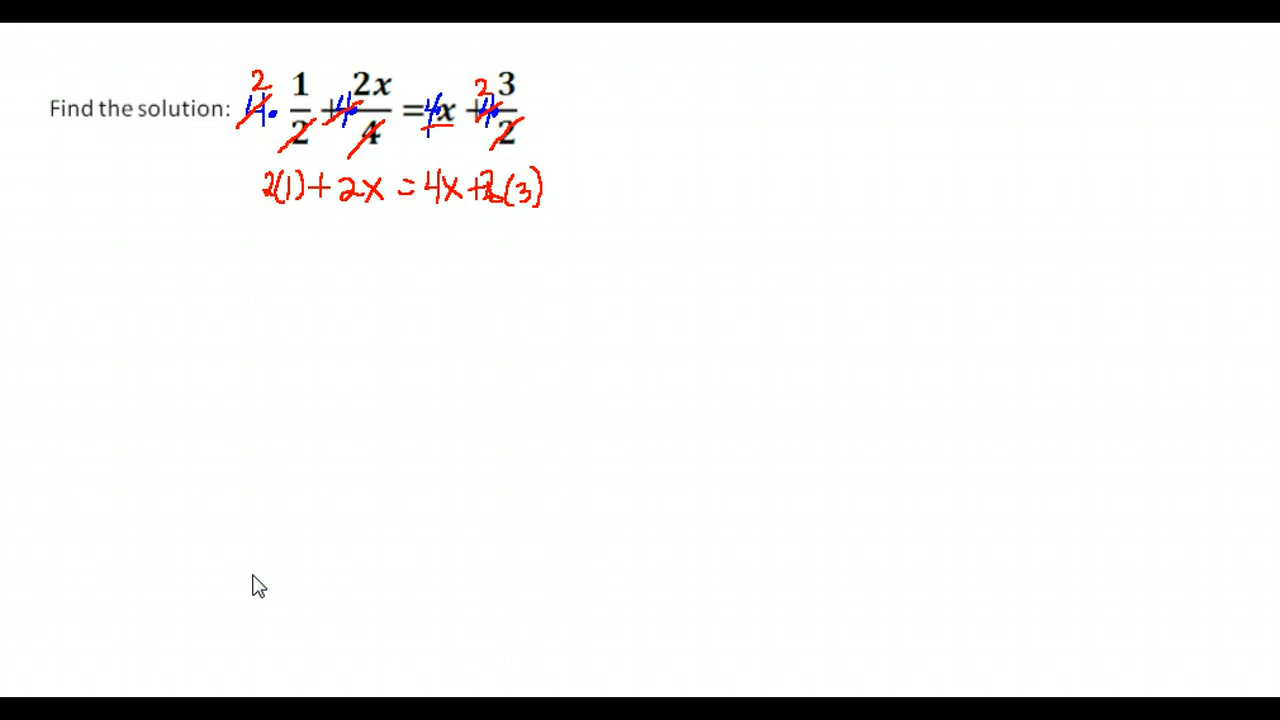 Find the solution: 4· 1/2 + 4· 2x/4 = 4·x + 4· 3/2
2 2
2(1) + 2x = 4x + 2(3)